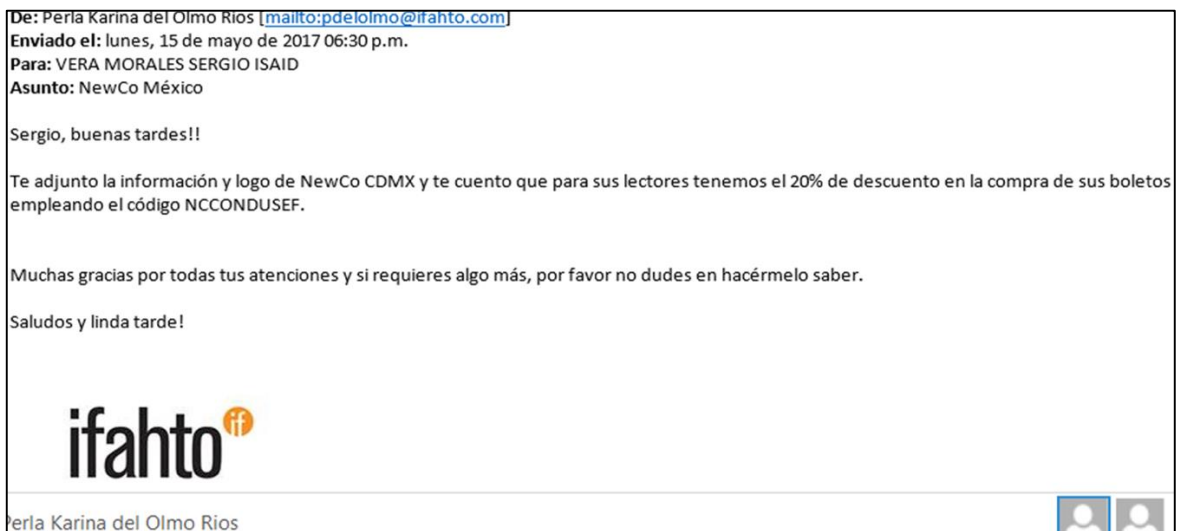 De: Perla Karina del Olmo Rios [mailto:pdelolmo@ifahto.com]
Enviado el: lunes, 15 de mayo de 2017 06:30 p.m.
Para: VERA MORALES SERGIO ISAID
Asunto: NewCo México
Sergio, buenas tardes!!
Te adjunto la información y logo de NewCo CDMX y te cuento que para sus lectores tenemos el 20% de descuento en la compra de sus boletos
empleando el código NCCONDUSEF.
Muchas gracias por todas tus atenciones y si requieres algo más, por favor no dudes en hacérmelo saber.
Saludos y linda tarde!
ifahto if
Perla Karina del Olmo Rios